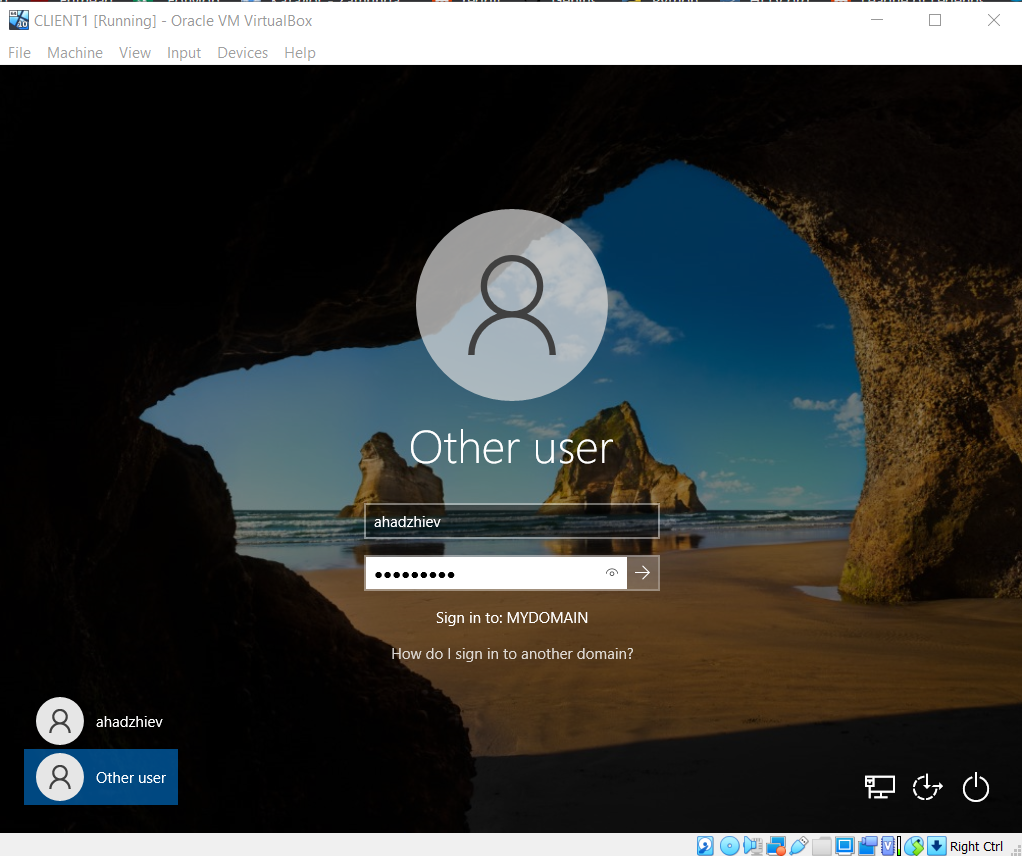 CLIENT1 [Running] - Oracle VM VirtualBox
File Machine View Input Devices Help
Other user
ahadzhiev
Sign in to: MYDOMAIN
How do I sign in to another domain?
ahadzhiev
Other user
Right Ctrl